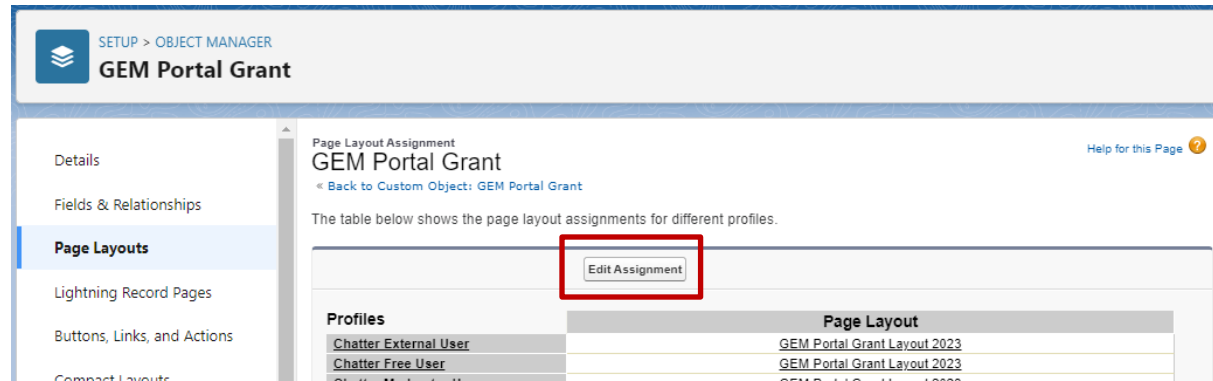 SETUP > OBJECT MANAGER
GEM Portal Grant
Details
Fields & Relationships
Page Layouts
Lightning Record Pages
Buttons, Links, and Actions
Compact Layouts
Page Layout Assignment
GEM Portal Grant
« Back to Custom Object: GEM Portal Grant
Help for this Page
The table below shows the page layout assignments for different profiles.
Edit Assignment
Profiles Page Layout
Chatter External User GEM Portal Grant Layout 2023
Chatter Free User GEM Portal Grant Layout 2023